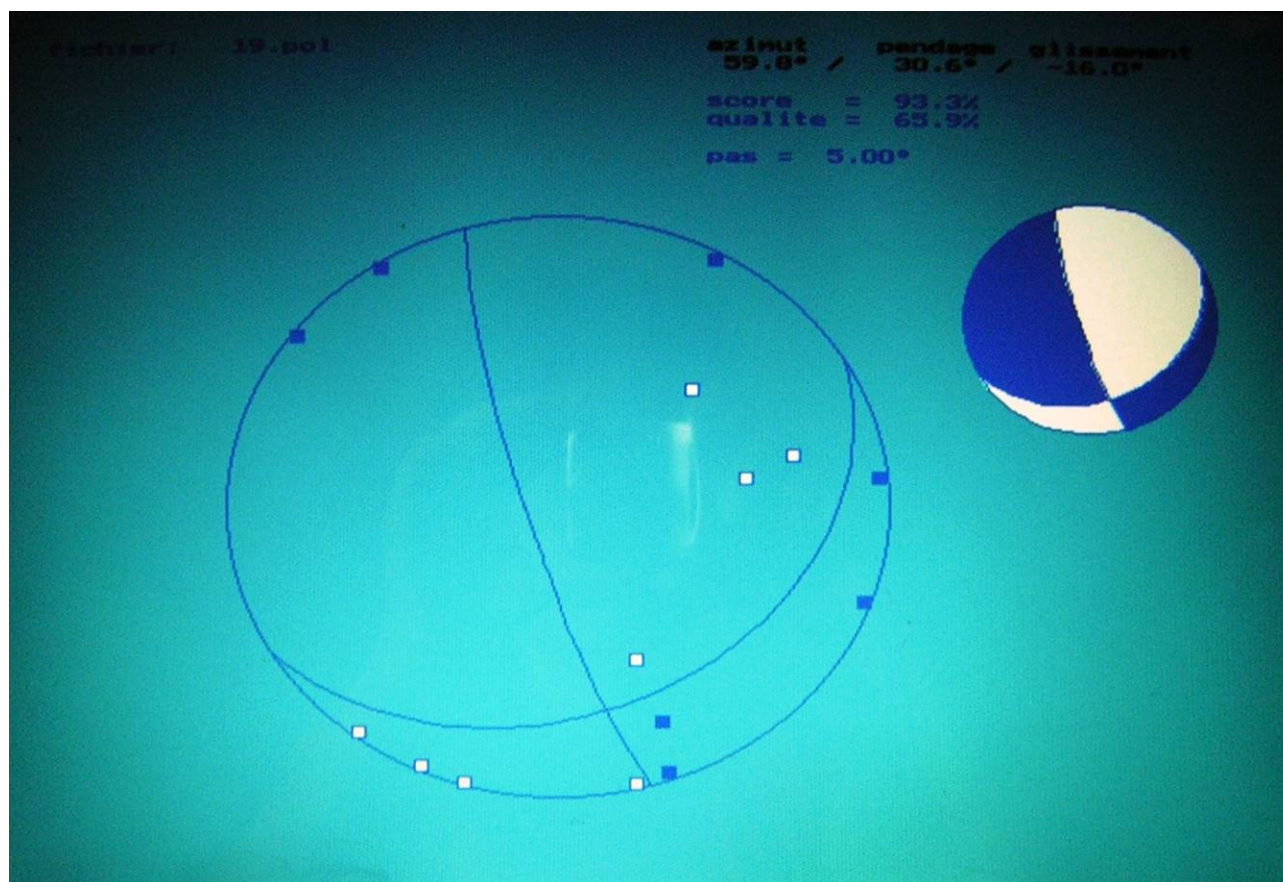 fichier: 19.pol
azimut pendage glissement
59.8° / 30.6° / -16.0°
score = 93.3%
qualite = 65.9%
pas = 5.00°